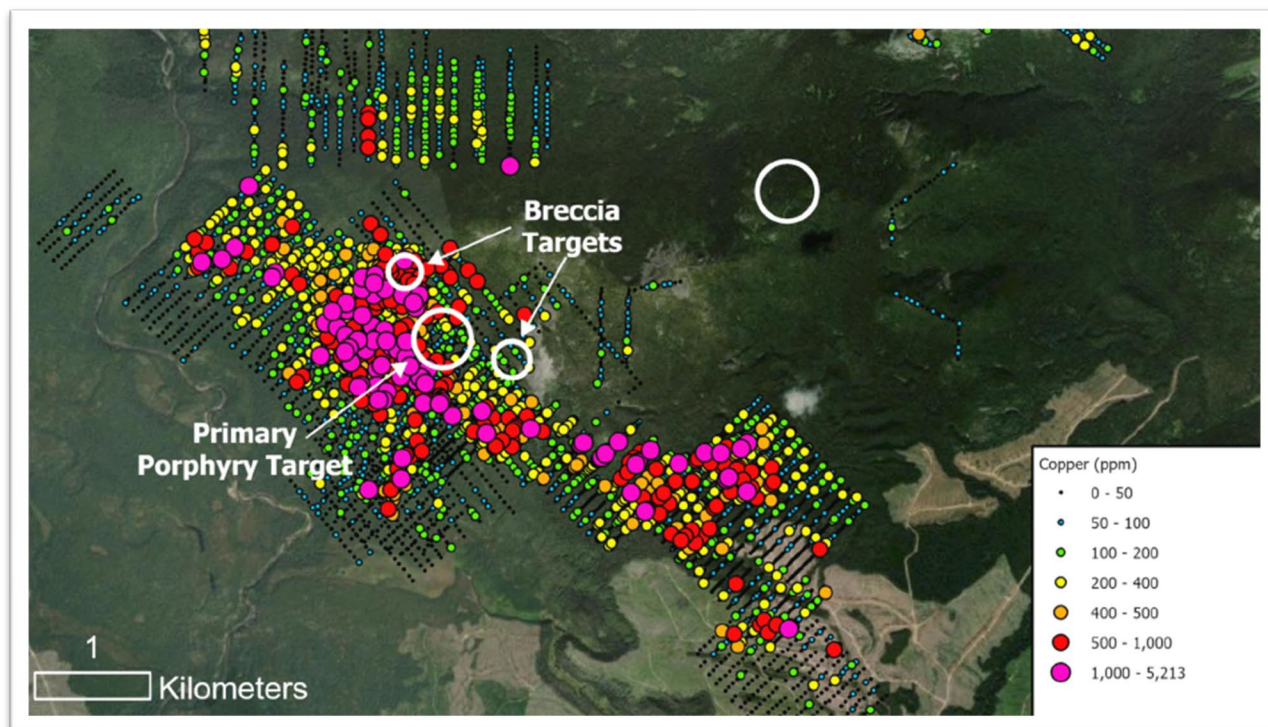 Breccia
Targets
Primary
Porphyry Target
1
Kilometers
Copper (ppm)
0 - 50
50 - 100
100 - 200
200 - 400
400 - 500
500 - 1,000
1,000 - 5,213